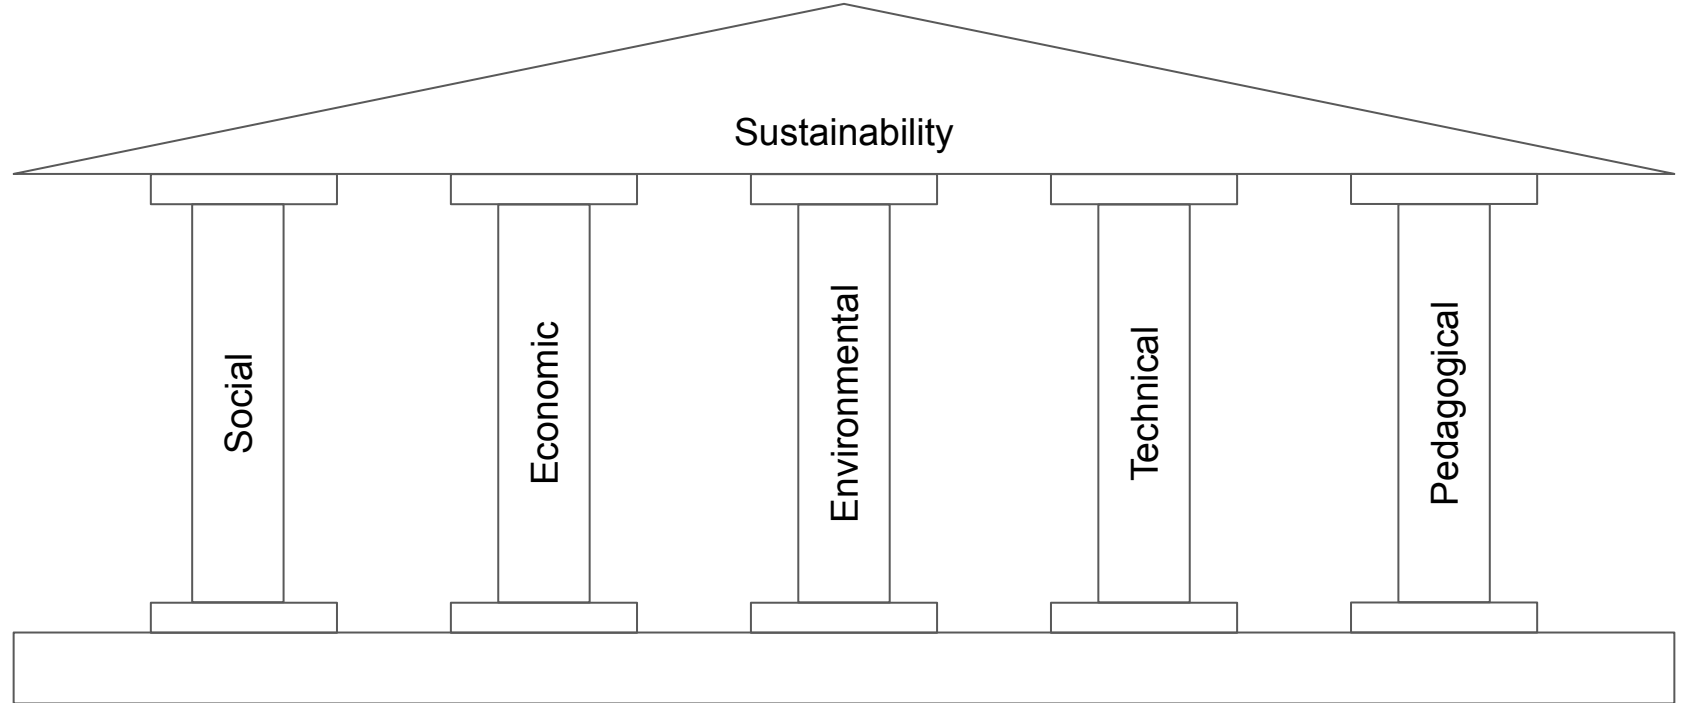 Sustainability
Social
Economic
Environmental
Technical
Pedagogical